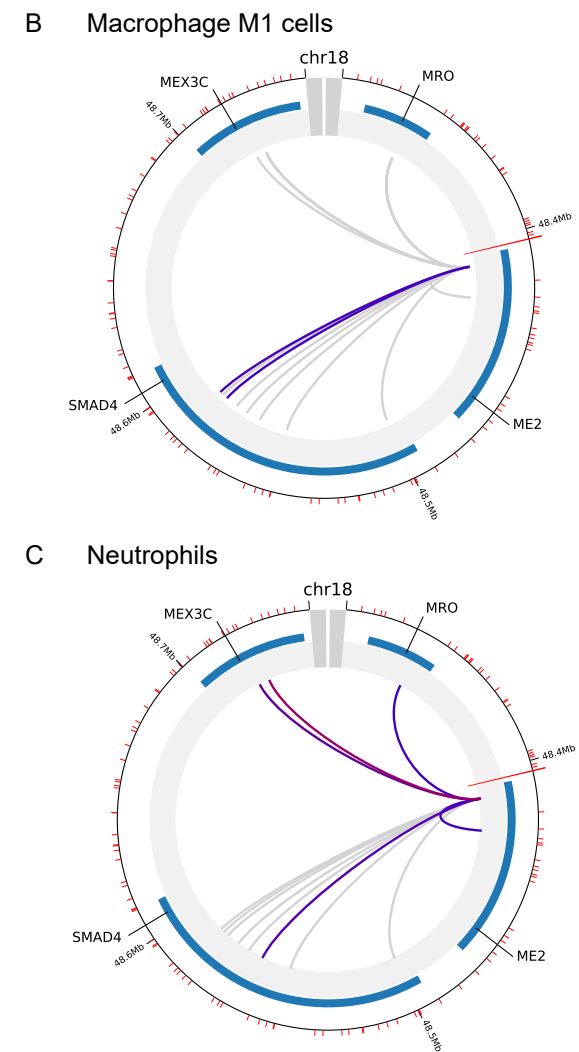 B Macrophage M1 cells
chr18
MEX3C
MRO
48.7Mb
48.4Mb
SMAD4
48.6Mb
ME2
48.5Mb
C Neutrophils
chr18
MEX3C
MRO
48.7Mb
48.4Mb
SMAD4
48.6Mb
ME2
48.5Mb